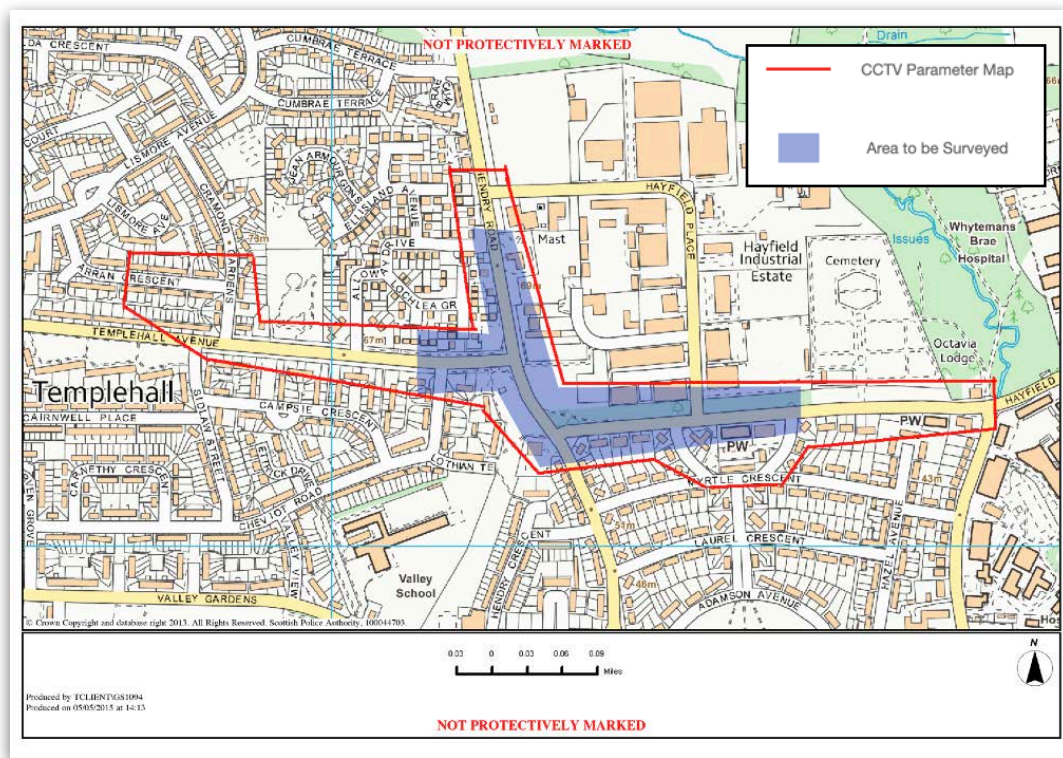 NOT PROTECTIVELY MARKED
CCTV Parameter Map
Area to be Surveyed
Drain
CUMBRAE TERRACE
DA CRESCENT
CUMBRAE TERRACE
COURT
LISMORE AVENUE
CRAMOND
GARDENS
LISMORE AVE
JEAN ARMOUR GDNS
ELLISLAND AVENUE
ALLOWAY DRIVE
LOCHLEA GR
HENDRY ROAD
HAYFIELD PLACE
Mast
Hayfield
Industrial
Estate
Cemetery
Issues
Whytemans
Brae
Hospital
Octavia
Lodge
ARRAN CRESCENT
TEMPLEHALL AVENUE
67m
69m
Templehall
CAIRNWELL PLACE
SIDLAW STREET
CAMPSIE CRESCENT
LOTHIAN TE
PW
PW
HAYFIELD
MYRTLE CRESCENT
43m
ETTRICK DRIVE
CHEVIOT ROAD
VALLEY VIEW
51m
LAUREL CRESCENT
HAZEL AVENUE
HENDRY CRESCENT
46m
ADAMSON AVENUE
Valley
School
VALLEY GARDENS
© Crown Copyright and database right 2013. All Rights Reserved. Scottish Police Authority, 100044703.
0.03 0 0.03 0.06 0.09
Miles
N
Produced by TCLIENT\GS1094
Produced on 05/05/2015 at 14:13
NOT PROTECTIVELY MARKED